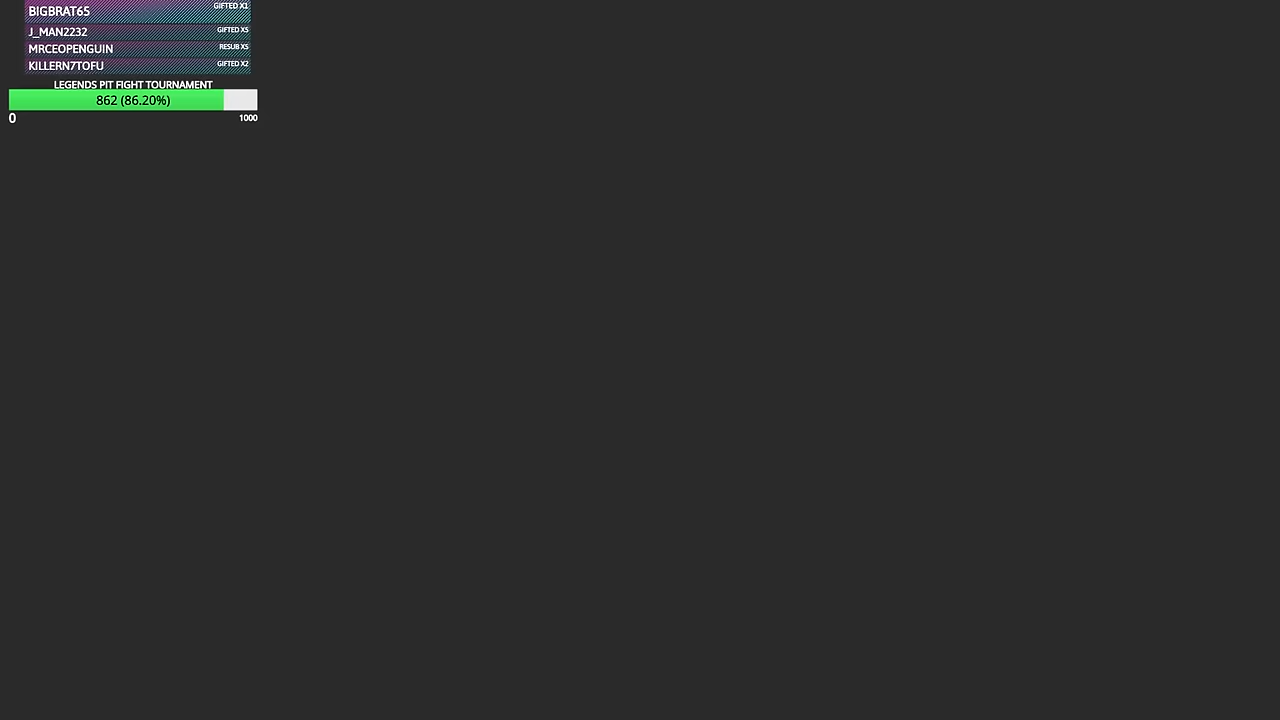 BIGBRAT65 GIFTED X1
J_MAN2232 GIFTED X5
MRCEOPENGUIN RESUB X5
KILLERN7TOFU GIFTED X2
LEGENDS PIT FIGHT TOURNAMENT
862 (86.20%)
0 1000